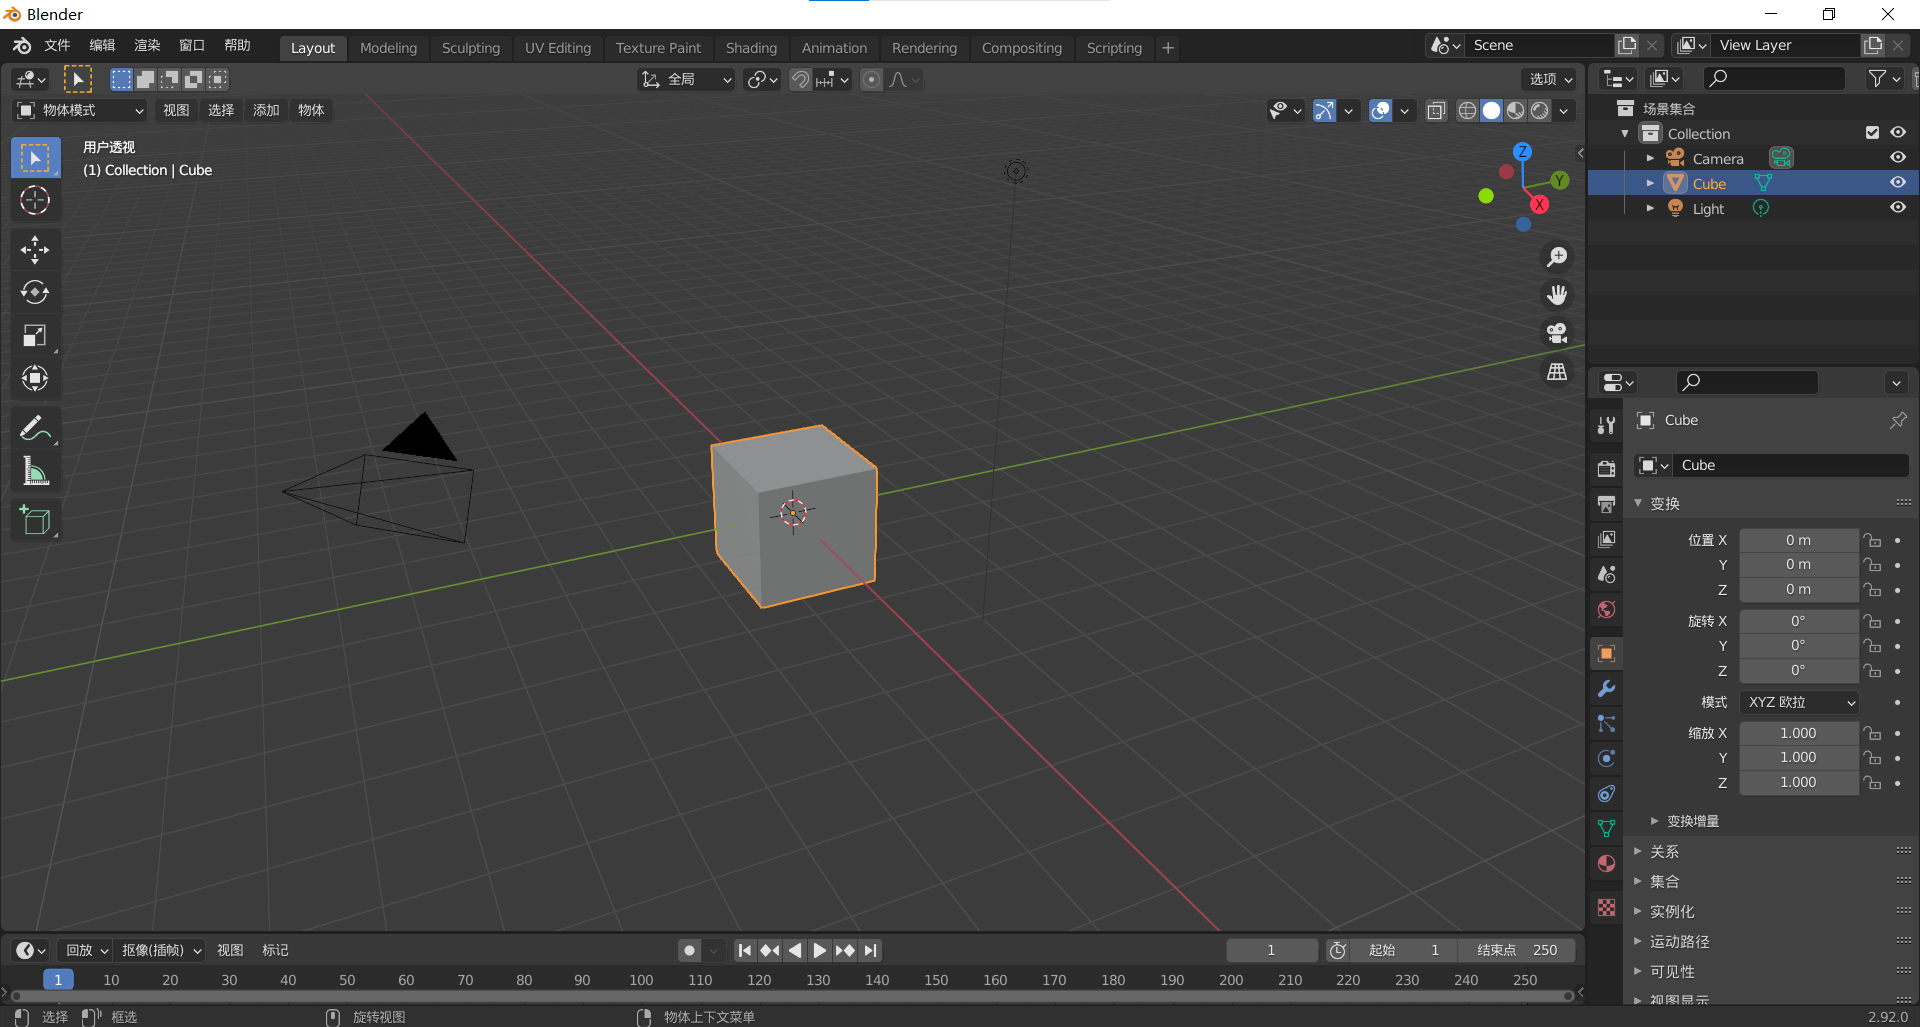 Blender
文件 编辑 渲染 窗口 帮助 Layout Modeling Sculpting UV Editing Texture Paint Shading Animation Rendering Compositing Scripting + Scene View Layer
全局 选项
物体模式 视图 选择 添加 物体
用户透视
(1) Collection | Cube
Z
Y
X
场景集合
Collection
Camera
Cube
Light
Cube
Cube
变换
位置 X 0 m
Y 0 m
Z 0 m
旋转 X 0°
Y 0°
Z 0°
模式 XYZ 欧拉
缩放 X 1.000
Y 1.000
Z 1.000
变换增量
关系
集合
实例化
运动路径
可见性
视图显示
回放 抠像(插帧) 视图 标记 1 起始 1 结束点 250
1 10 20 30 40 50 60 70 80 90 100 110 120 130 140 150 160 170 180 190 200 210 220 230 240 250
选择 框选 旋转视图 物体上下文菜单 2.92.0